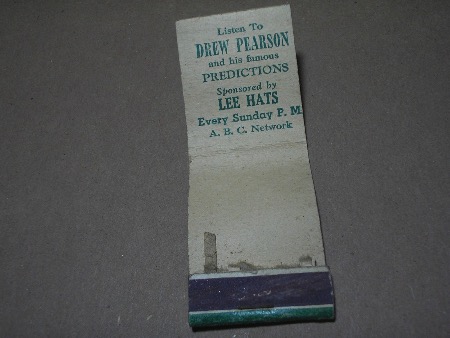 Listen To
DREW PEARSON
and his famous
PREDICTIONS
Sponsored by
LEE HATS
Every Sunday P. M
A. B. C. Network